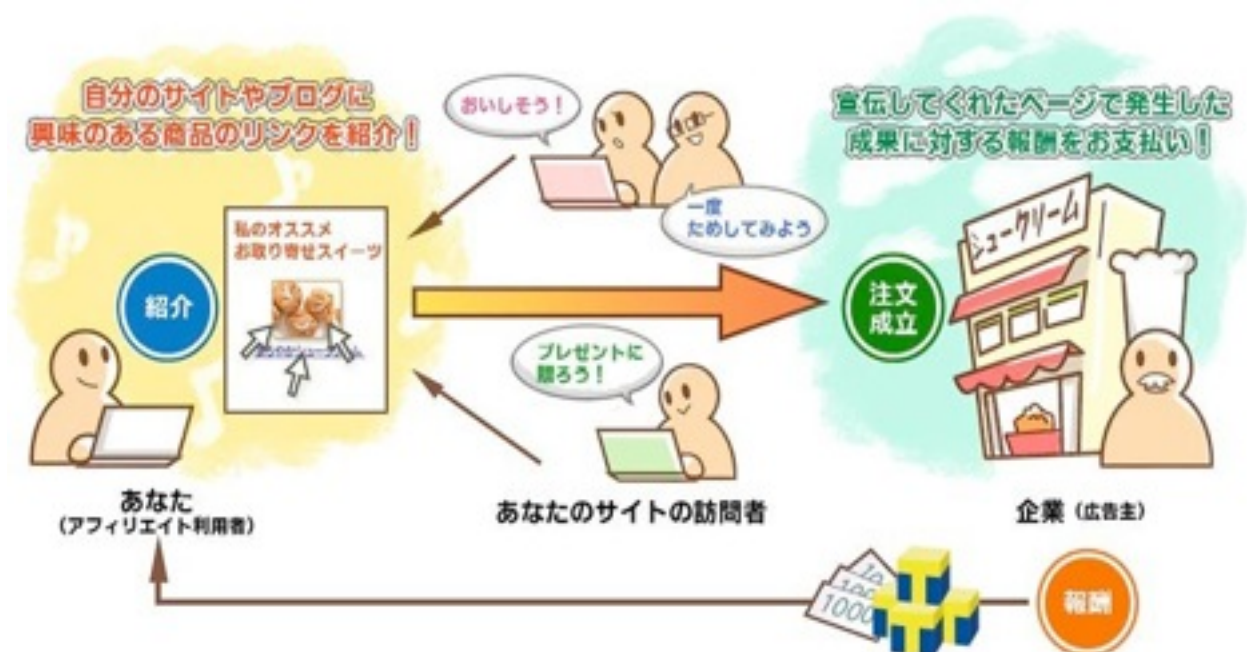 自分のサイトやブログに
興味のある商品のリンクを紹介！
おいしそう！
宣伝してくれたページで発生した
成果に対する報酬をお支払い！
一度
ためしてみよう
私のオススメ
お取り寄せスイーツ
紹介
注文
成立
シュークリーム
プレゼントに
贈ろう！
あなた
（アフィリエイト利用者）
あなたのサイトの訪問者
企業（広告主）
10
100
1000
報酬